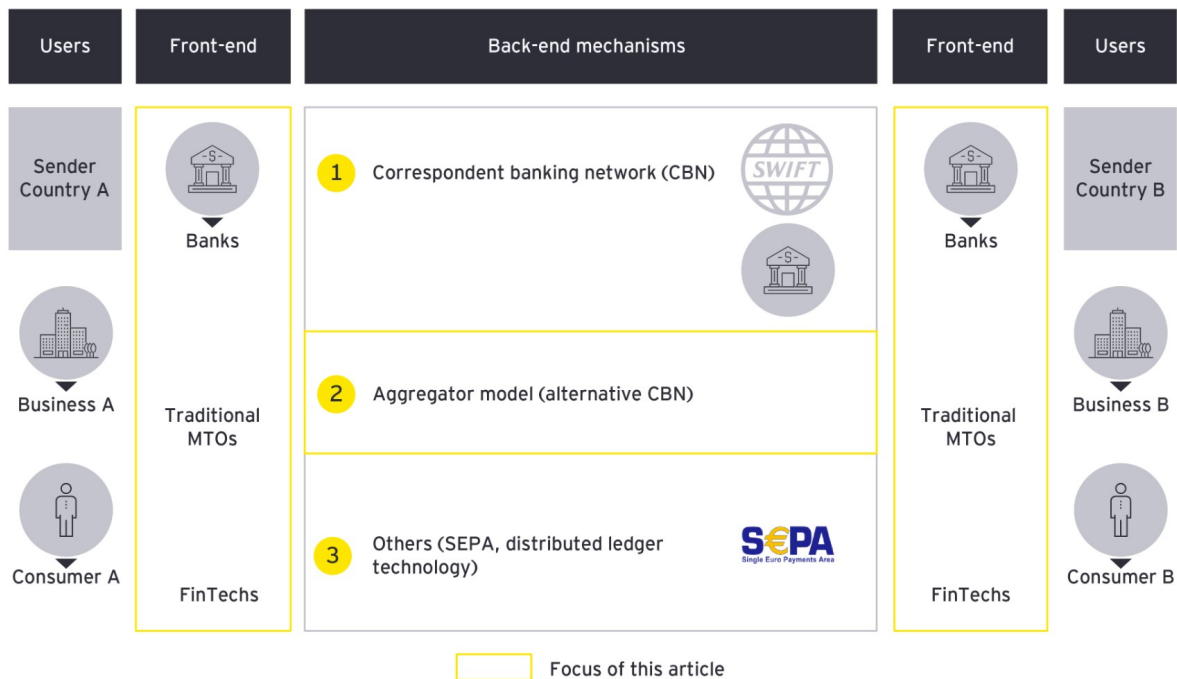 Users
Front-end
Back-end mechanisms
Front-end
Users
Sender
Country A
-S-
Banks
1
Correspondent banking network (CBN)
SWIFT
-S-
-S-
Banks
Sender
Country B
Business A
Traditional
MTOs
2
Aggregator model (alternative CBN)
Traditional
MTOs
Business B
Consumer A
FinTechs
3
Others (SEPA, distributed ledger
technology)
S€PA
Single Euro Payments Area
FinTechs
Consumer B
Focus of this article